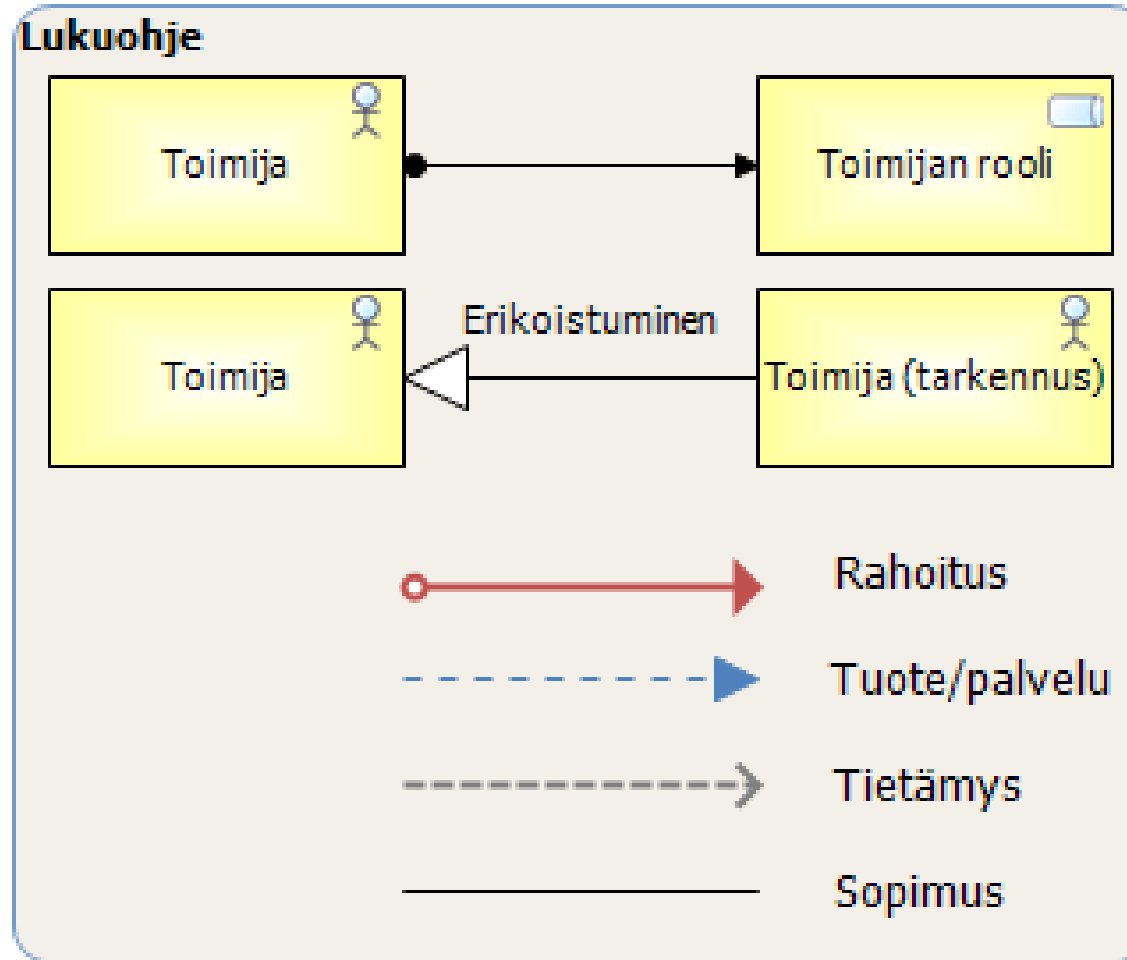 Lukuohje
Toimija
Toimijan rooli
Erikoistuminen
Toimija
Toimija (tarkennus)
Rahoitus
Tuote/palvelu
Tietämys
Sopimus